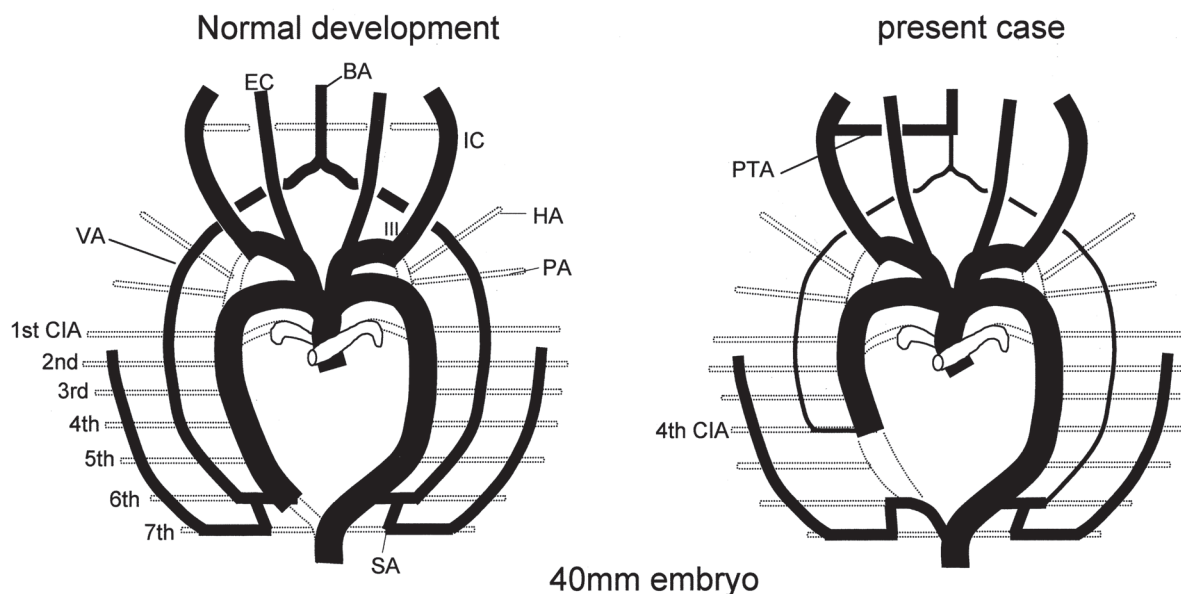 Normal development
present case
EC
BA
IC
VA
III
HA
PA
1st CIA
2nd
3rd
4th
5th
6th
7th
SA
PTA
4th CIA
40mm embryo